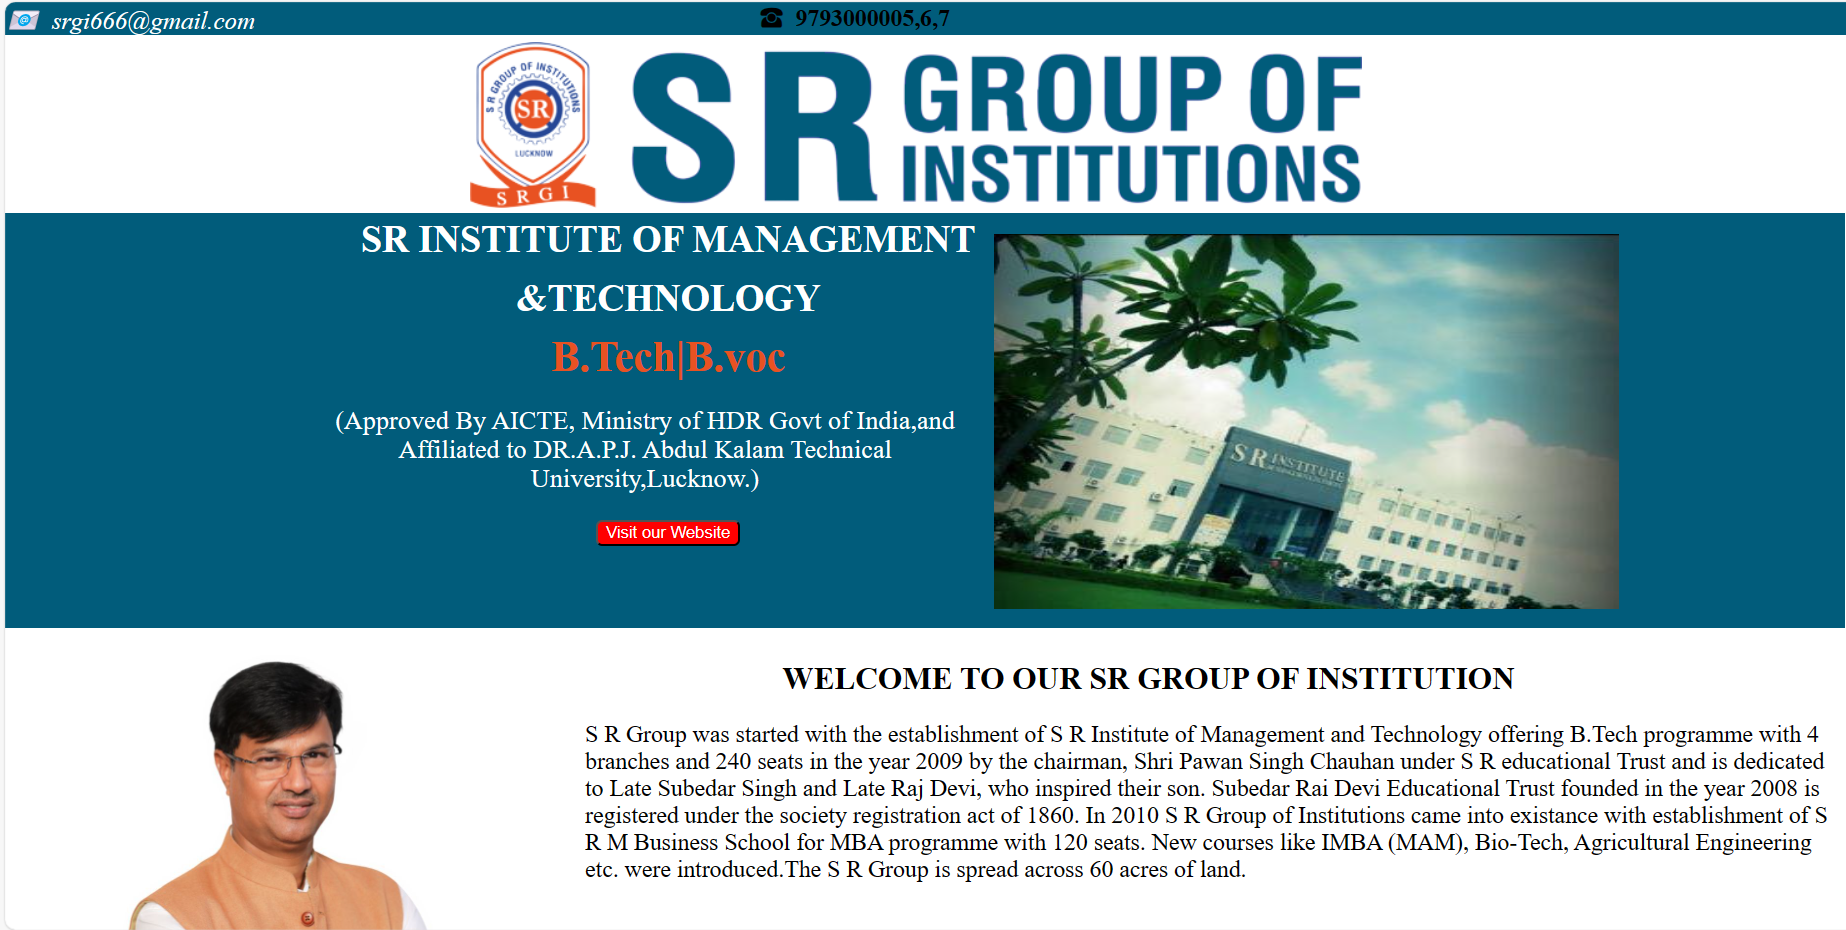 srgi666@gmail.com
9793000005,6,7
S R GROUP OF INSTITUTIONS
SR
LUCKNOW
SRGI
SR GROUP OF
INSTITUTIONS
SR INSTITUTE OF MANAGEMENT
&TECHNOLOGY
B.Tech|B.voc
(Approved By AICTE, Ministry of HDR Govt of India,and
Affiliated to DR.A.P.J. Abdul Kalam Technical
University,Lucknow.)
Visit our Website
SR INSTITUTE
WELCOME TO OUR SR GROUP OF INSTITUTION
S R Group was started with the establishment of S R Institute of Management and Technology offering B.Tech programme with 4
branches and 240 seats in the year 2009 by the chairman, Shri Pawan Singh Chauhan under S R educational Trust and is dedicated
to Late Subedar Singh and Late Raj Devi, who inspired their son. Subedar Rai Devi Educational Trust founded in the year 2008 is
registered under the society registration act of 1860. In 2010 S R Group of Institutions came into existance with establishment of S
R M Business School for MBA programme with 120 seats. New courses like IMBA (MAM), Bio-Tech, Agricultural Engineering
etc. were introduced.The S R Group is spread across 60 acres of land.